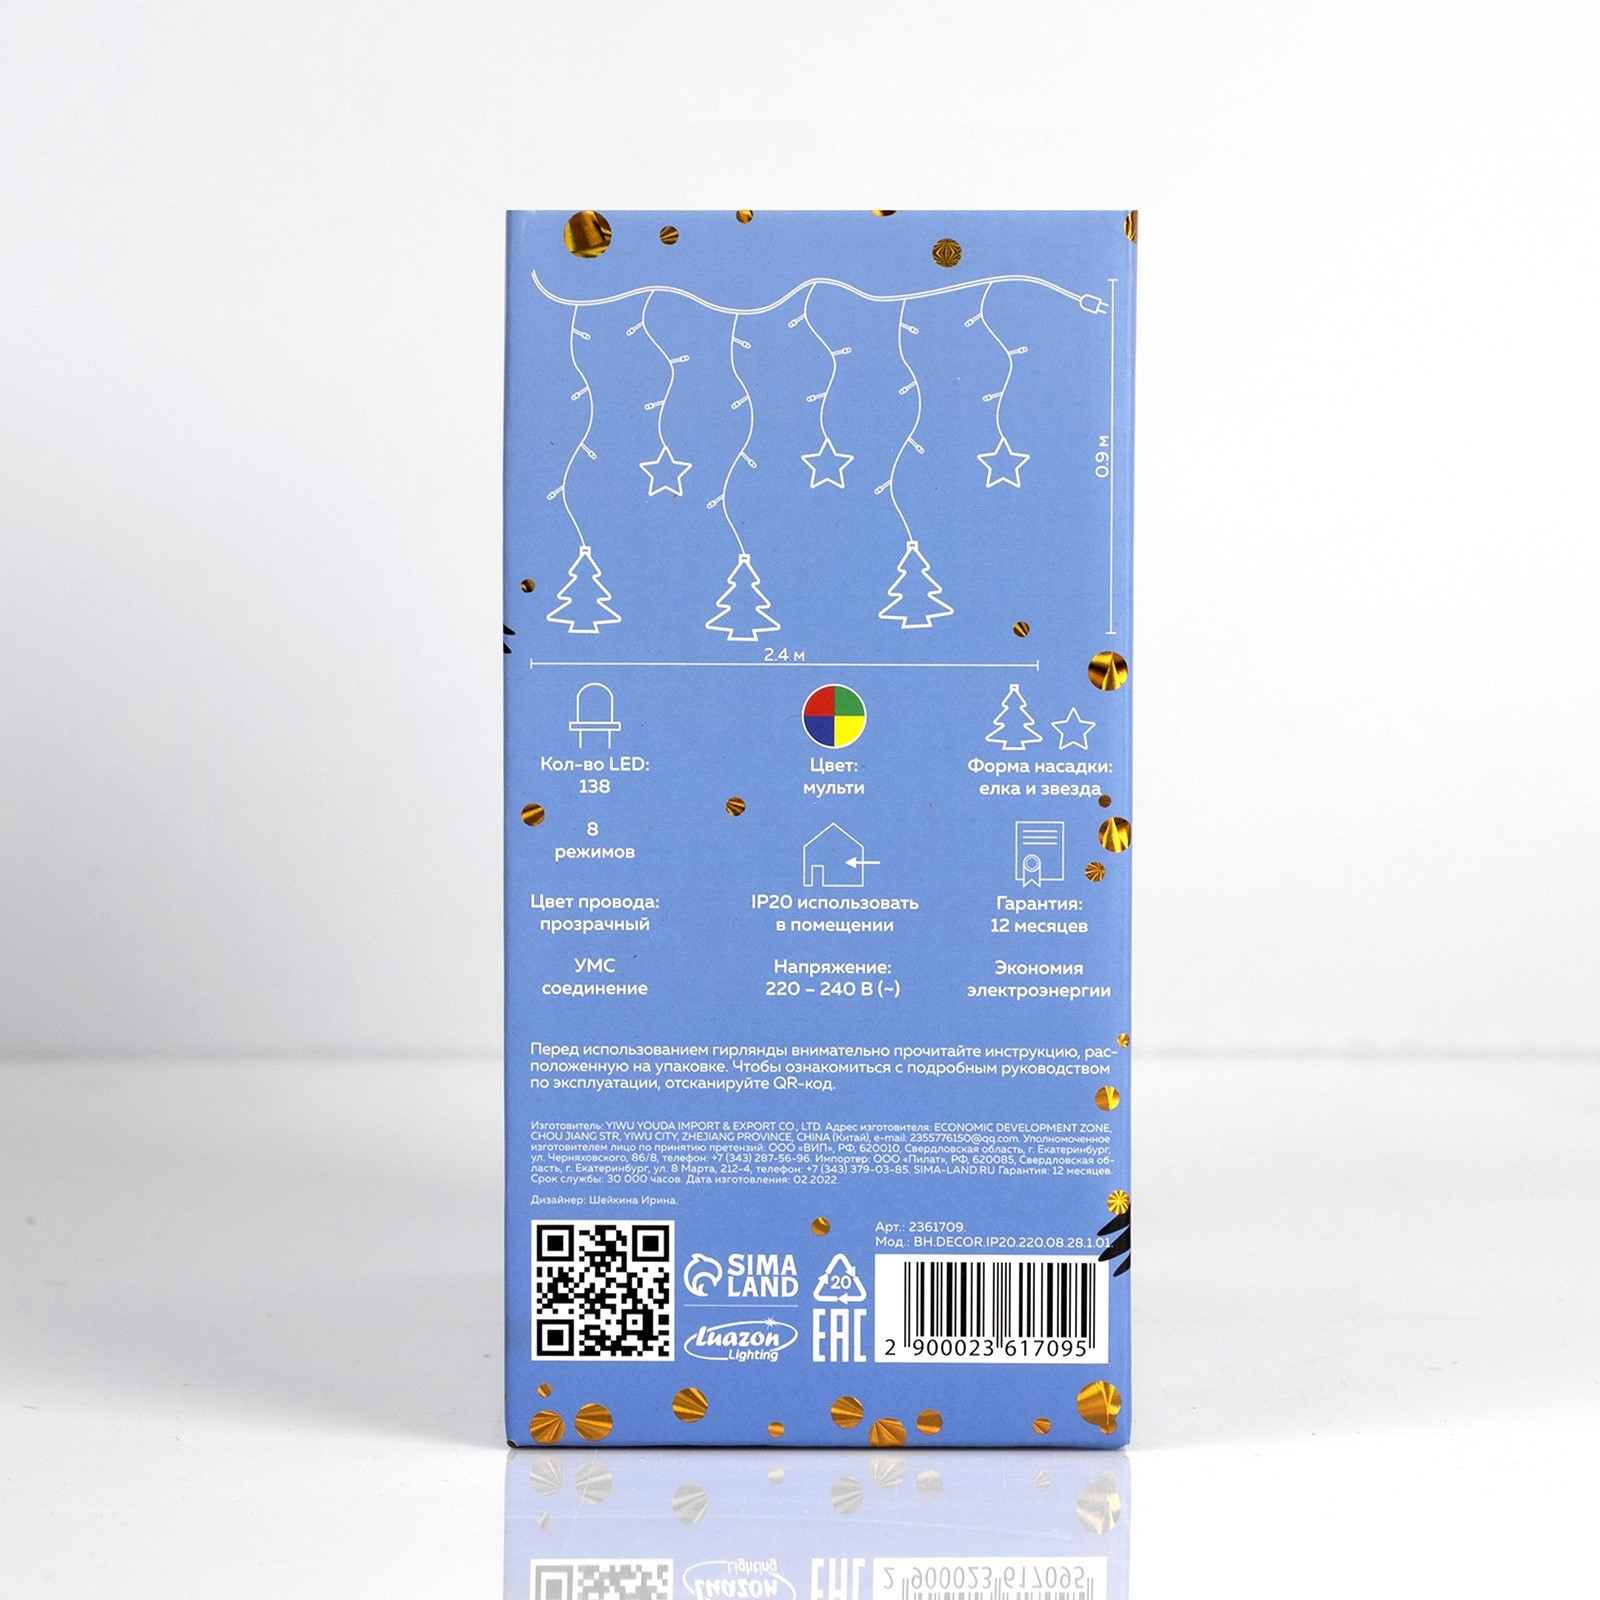 0.9 м
2.4 м
Кол-во LED:
138
Цвет:
мульти
Форма насадки:
елка и звезда
8
режимов
Цвет провода:
прозрачный
IP20 использовать
в помещении
Гарантия:
12 месяцев
УМС
соединение
Напряжение:
220 – 240 В (~)
Экономия
электроэнергии
Перед использованием гирлянды внимательно прочитайте инструкцию, рас-
положенную на упаковке. Чтобы ознакомиться с подробным руководством
по эксплуатации, отсканируйте QR-код.
Изготовитель: YIWU YOUDA IMPORT & EXPORT CO., LTD. Адрес изготовителя: ECONOMIC DEVELOPMENT ZONE,
CHOU JIANG STR, YIWU CITY, ZHEJIANG PROVINCE, CHINA (Китай), e-mail: 2355776150@qq.com. Уполномоченное
изготовителем лицо по принятию претензий: ООО «ВИП», РФ, 620010, Свердловская область, г. Екатеринбург,
ул. Черняховского, 86/8, телефон: +7 (343) 287-56-96. Импортер: ООО «Пилат», РФ, 620085, Свердловская об-
ласть, г. Екатеринбург, ул. 8 Марта, 212-4, телефон: +7 (343) 379-03-85. SIMA-LAND.RU Гарантия: 12 месяцев.
Срок службы: 30 000 часов. Дата изготовления: 02.2022.
Дизайнер: Шейкина Ирина.
Арт.: 2361709.
Мод.: BH.DECOR.IP20.220.08.28.1.01.
SIMA
LAND
20
Luazon
Lighting
EAC
2 900023 617095